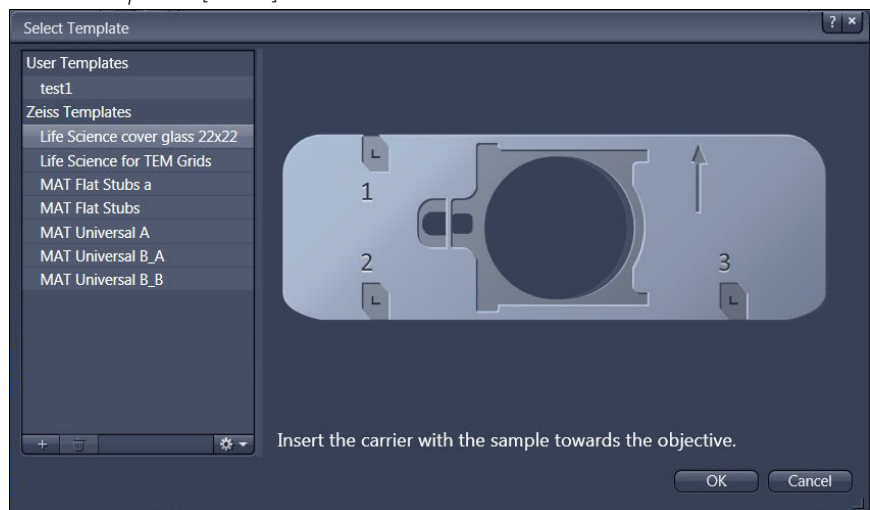 Select Template
? ×
User Templates
test1
Zeiss Templates
Life Science cover glass 22x22
Life Science for TEM Grids
MAT Flat Stubs a
MAT Flat Stubs
MAT Universal A
MAT Universal B_A
MAT Universal B_B
1
2
3
Insert the carrier with the sample towards the objective.
OK Cancel